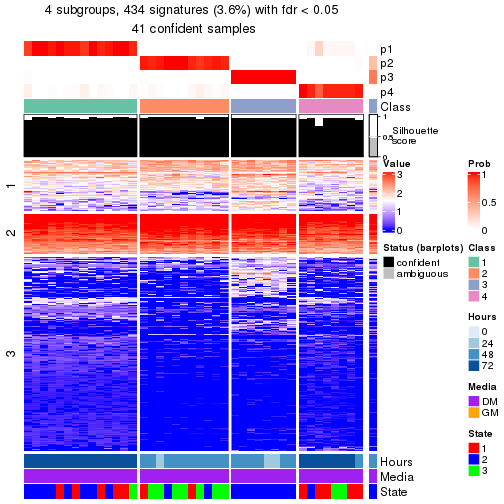 4 subgroups, 434 signatures (3.6%) with fdr < 0.05
41 confident samples
p1
p2
p3
p4
Class
1
0.5
0
Silhouette
score
1
2
3
Hours
Media
State
Value
3
2
1
0
Prob
1
0.5
0
Status (barplots)
confident
ambiguous
Class
1
2
3
4
Hours
0
24
48
72
Media
DM
GM
State
1
2
3